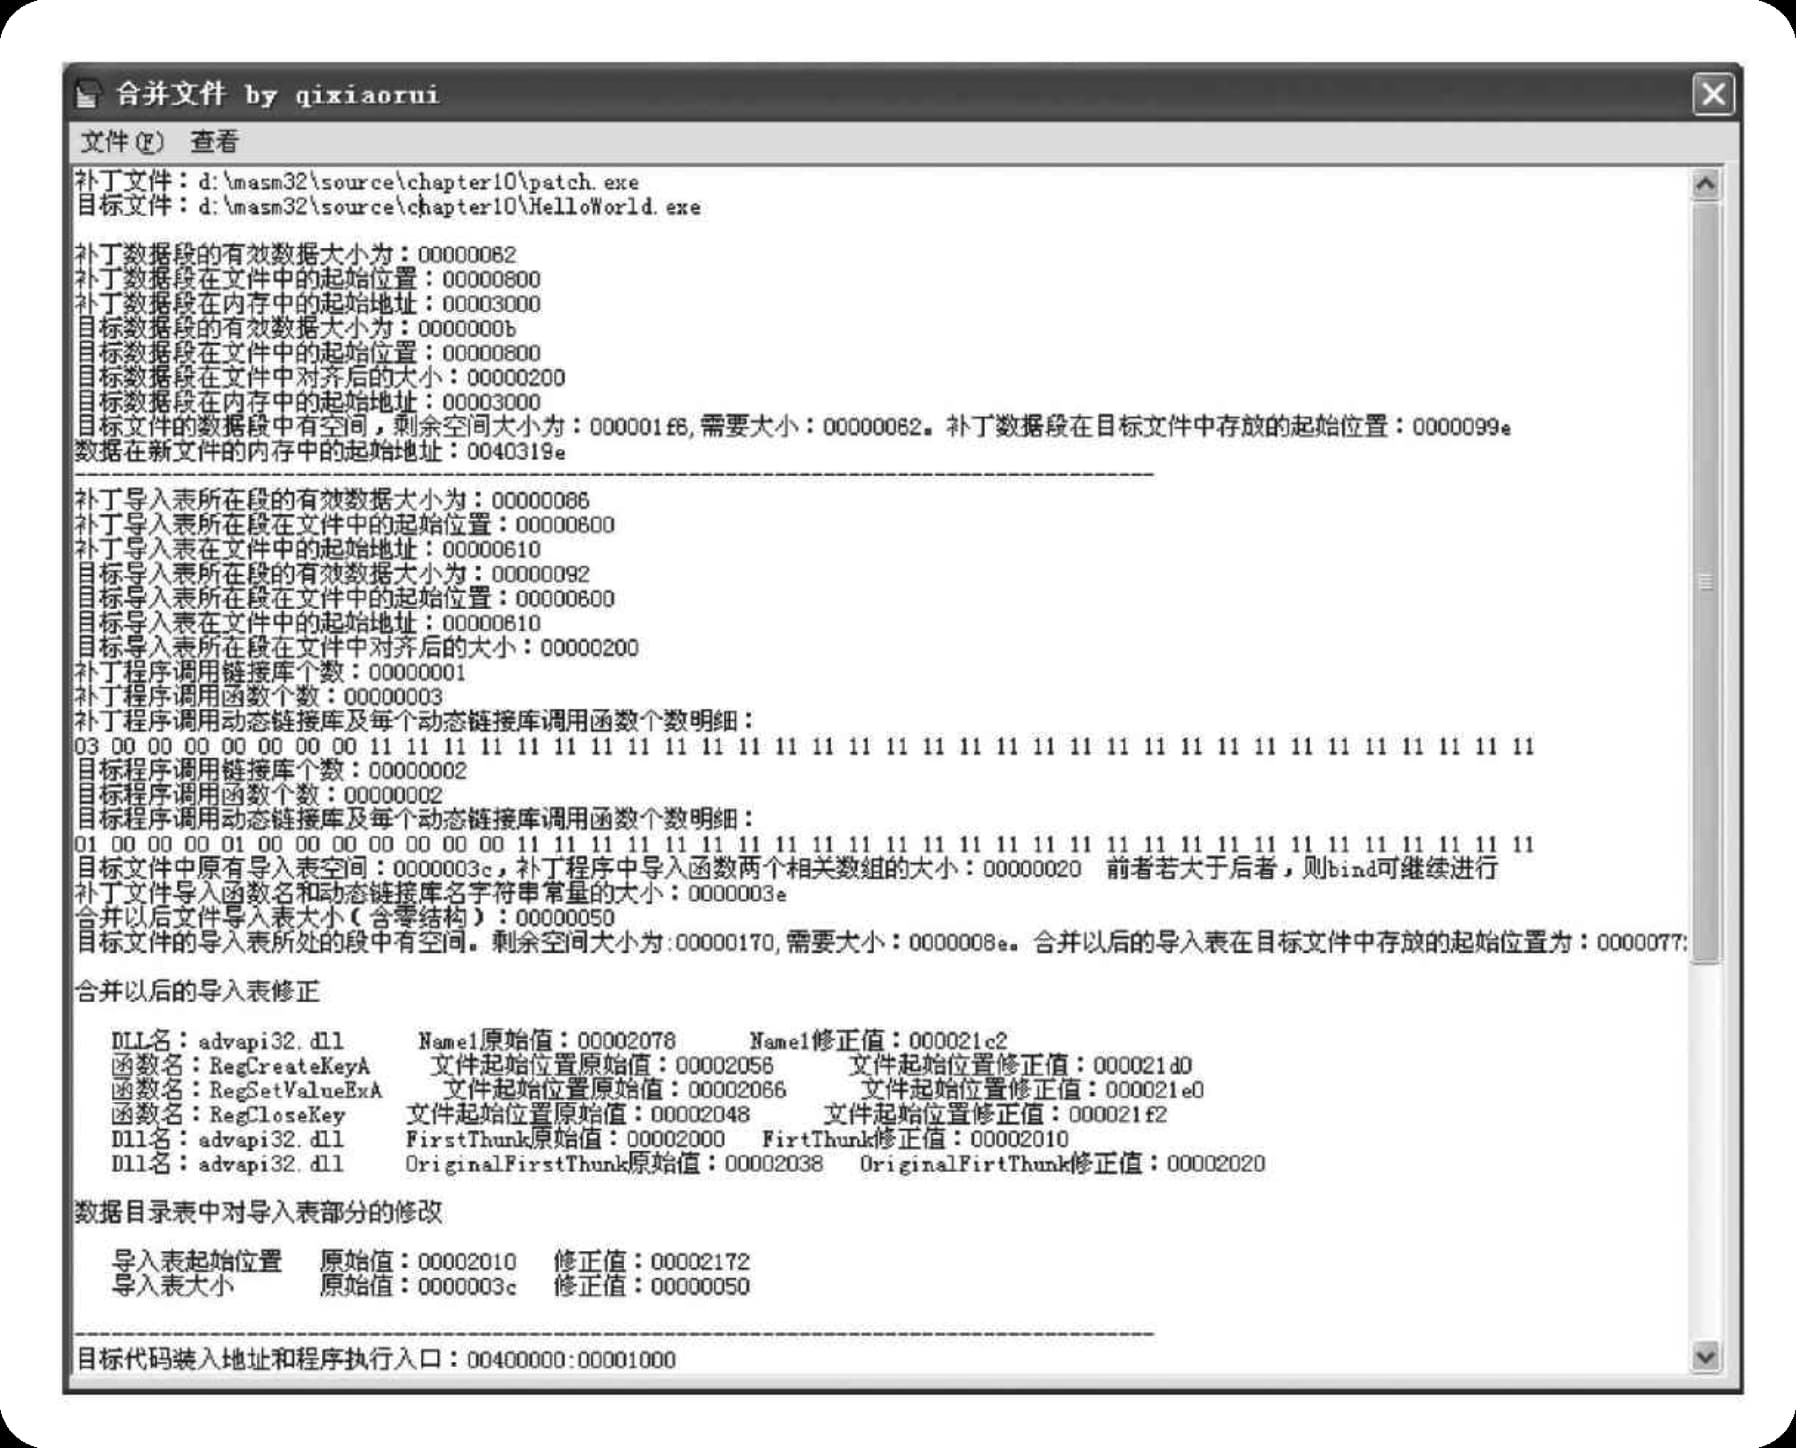 合并文件 by qixiaorui
文件(F) 查看
补丁文件：d:\masm32\source\chapter10\patch.exe
目标文件：d:\masm32\source\chapter10\HelloWorld.exe
补丁数据段的有效数据大小为：00000062
补丁数据段在文件中的起始位置：00000800
补丁数据段在内存中的起始地址：00003000
目标数据段的有效数据大小为：0000000b
目标数据段在文件中的起始位置：00000800
目标数据段在文件中对齐后的大小：00000200
目标数据段在内存中的起始地址：00003000
目标文件的数据段中有空间，剩余空间大小为：000001f6,需要大小：00000062。补丁数据段在目标文件中存放的起始位置：0000099e
数据在新文件的内存中的起始地址：0040319e
----------------------------------------------------------------------------------------
补丁导入表所在段的有效数据大小为：00000086
补丁导入表所在段在文件中的起始位置：00000600
补丁导入表在文件中的起始地址：00000610
目标导入表所在段的有效数据大小为：00000092
目标导入表所在段在文件中的起始位置：00000600
目标导入表在文件中的起始地址：00000610
目标导入表所在段在文件中对齐后的大小：00000200
补丁程序调用链接库个数：00000001
补丁程序调用函数个数：00000003
补丁程序调用动态链接库及每个动态链接库调用函数个数明细：
03 00 00 00 00 00 00 00 11 11 11 11 11 11 11 11 11 11 11 11 11 11 11 11 11 11 11 11 11 11 11 11 11 11 11 11 11 11 11 11
目标程序调用链接库个数：00000002
目标程序调用函数个数：00000002
目标程序调用动态链接库及每个动态链接库调用函数个数明细：
01 00 00 00 01 00 00 00 00 00 00 00 11 11 11 11 11 11 11 11 11 11 11 11 11 11 11 11 11 11 11 11 11 11 11 11 11 11 11 11
目标文件中原有导入表空间：0000003c，补丁程序中导入函数两个相关数组的大小：00000020 前者若大于后者，则bind可继续进行
补丁文件导入函数名和动态链接库名字符串常量的大小：0000003e
合并以后文件导入表大小（含零结构）：00000050
目标文件的导入表所处的段中有空间。剩余空间大小为:00000170,需要大小：0000008e。合并以后的导入表在目标文件中存放的起始位置为：0000077
合并以后的导入表修正
DLL名：advapi32.dll Name1原始值：00002078 Name1修正值：000021c2
函数名：RegCreateKeyA 文件起始位置原始值：00002056 文件起始位置修正值：000021d0
函数名：RegSetValueExA 文件起始位置原始值：00002066 文件起始位置修正值：000021e0
函数名：RegCloseKey 文件起始位置原始值：00002048 文件起始位置修正值：000021f2
Dll名：advapi32.dll FirstThunk原始值：00002000 FirtThunk修正值：00002010
Dll名：advapi32.dll OriginalFirstThunk原始值：00002038 OriginalFirtThunk修正值：00002020
数据目录表中对导入表部分的修改
导入表起始位置 原始值：00002010 修正值：00002172
导入表大小 原始值：0000003c 修正值：00000050
----------------------------------------------------------------------------------------
目标代码装入地址和程序执行入口：00400000:00001000